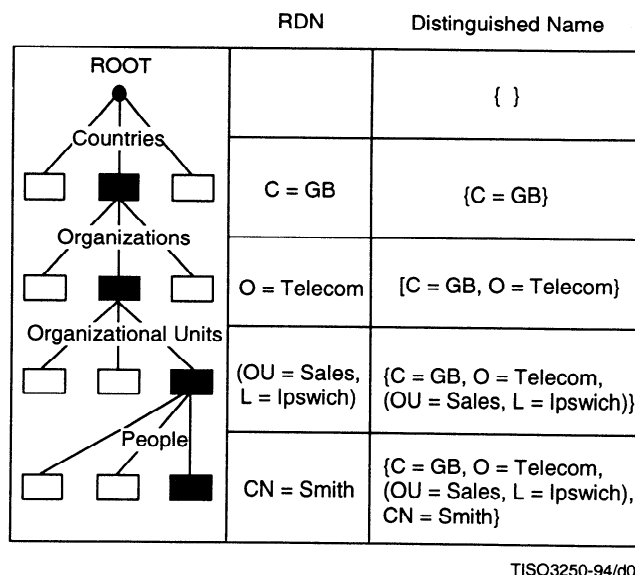 RDN Distinguished Name
ROOT
{ }
Countries
C = GB {C = GB}
Organizations
O = Telecom [C = GB, O = Telecom}
Organizational Units
(OU = Sales, {C = GB, O = Telecom,
L = Ipswich) (OU = Sales, L = Ipswich)}
People
{C = GB, O = Telecom,
CN = Smith (OU = Sales, L = Ipswich),
CN = Smith}
TISO3250-94/d0